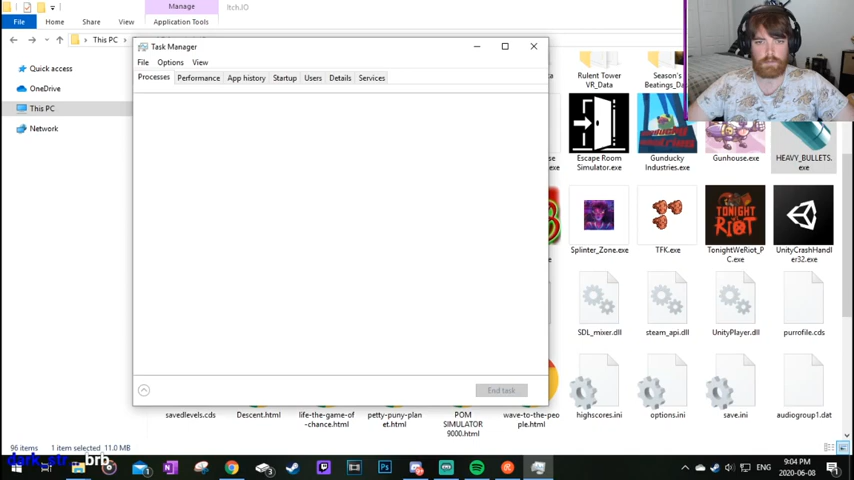 Manage
ItchIO
File
Home
Share
View
Application Tools
This PC
Task Manager
File
Options
View
Processes
Performance
App history
Startup
Users
Details
Services
Quick access
OneDrive
This PC
Network
Rulent Tower
VR_Data
Season's
Beatings_Da
Escape Room
Simulator.exe
Gunducky
Industries.exe
Gunhouse.exe
HEAVY_BULLETS.
exe
TONIGHT
RIOT
Splinter_Zone.exe
TFK.exe
TonightWeRiot_P
C.exe
UnityCrashHandl
er32.exe
SDL_mixer.dll
steam_api.dll
UnityPlayer.dll
purrofile.cds
End task
savedlevels.cds
Descent.html
life-the-game-of
-chance.html
petty-puny-plan
et.html
POM
SIMULATOR
9000.html
wave-to-the-peo
ple.html
highscores.ini
options.ini
save.ini
audiogroup1.dat
96 items
1 item selected
11.0 MB
dark_str
brb
ENG
9:04 PM
2020-06-08